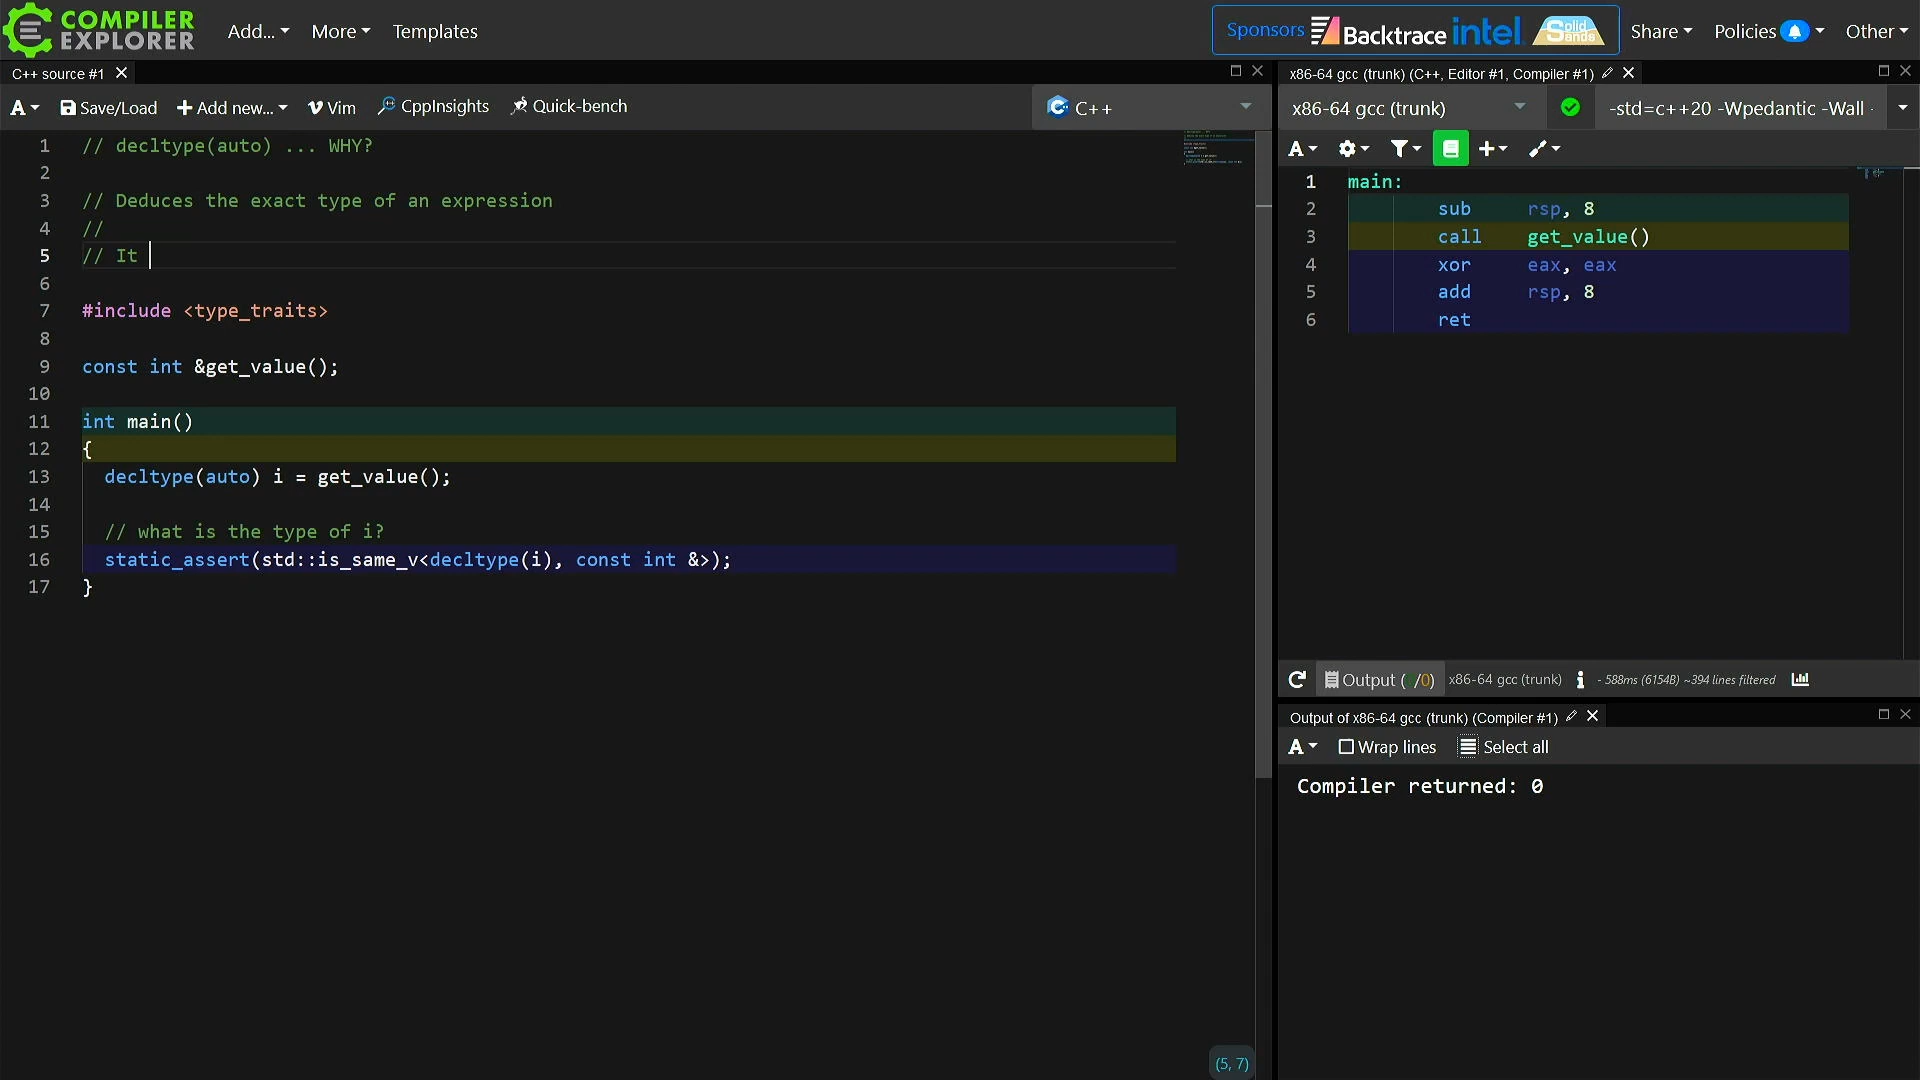 COMPILER EXPLORER Add... More Templates Sponsors Backtrace intel Solid Sands Share Policies Other
C++ source #1
A Save/Load Add new... Vim CppInsights Quick-bench C++
1 // decltype(auto) ... WHY?
2
3 // Deduces the exact type of an expression
4 //
5 // It
6
7 #include <type_traits>
8
9 const int &get_value();
10
11 int main()
12 {
13 decltype(auto) i = get_value();
14
15 // what is the type of i?
16 static_assert(std::is_same_v<decltype(i), const int &>);
17 }
(5, 7)
x86-64 gcc (trunk) (C++, Editor #1, Compiler #1)
x86-64 gcc (trunk) -std=c++20 -Wpedantic -Wall
A
1 main:
2 sub rsp, 8
3 call get_value()
4 xor eax, eax
5 add rsp, 8
6 ret
Output ( /0) x86-64 gcc (trunk) - 588ms (6154B) ~394 lines filtered
Output of x86-64 gcc (trunk) (Compiler #1)
A Wrap lines Select all
Compiler returned: 0